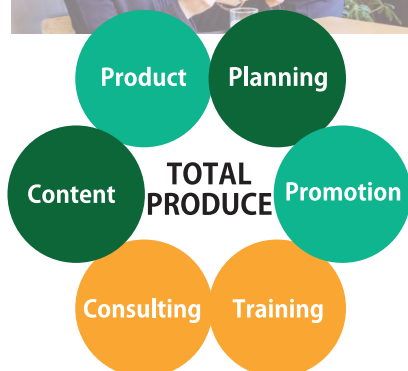 Product
Planning
Content
TOTAL
PRODUCE
Promotion
Consulting
Training